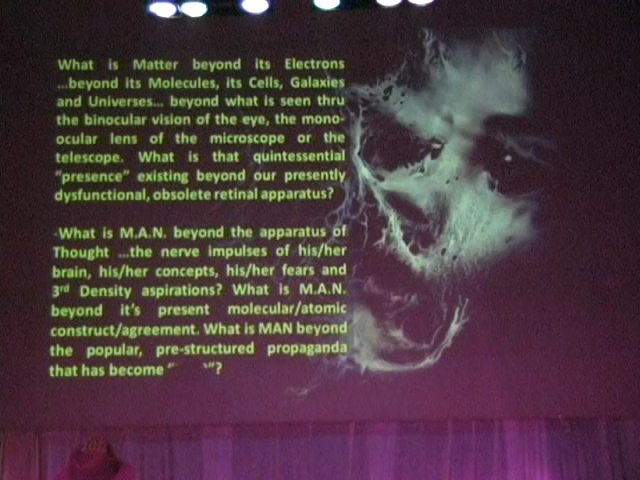 What is Matter beyond its Electrons
...beyond its Molecules, its Cells, Galaxies
and Universes... beyond what is seen thru
the binocular vision of the eye, the mono-
ocular lens of the microscope or the
telescope. What is that quintessential
"presence" existing beyond our presently
dysfunctional, obsolete retinal apparatus?
-What is M.A.N. beyond the apparatus of
Thought ...the nerve impulses of his/her
brain, his/her concepts, his/her fears and
3rd Density aspirations? What is M.A.N.
beyond it's present molecular/atomic
construct/agreement. What is MAN beyond
the popular, pre-structured propaganda
that has become " "?